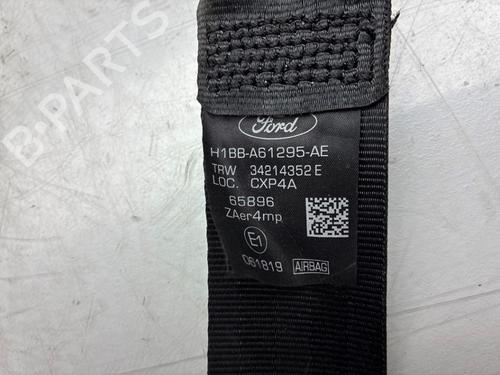 Ford
H1BB-A61295-AE
TRW 34214352 E
LOC. CXP4A
65896
ZAer4mp
E1
061819 AIRBAG
B-PARTS